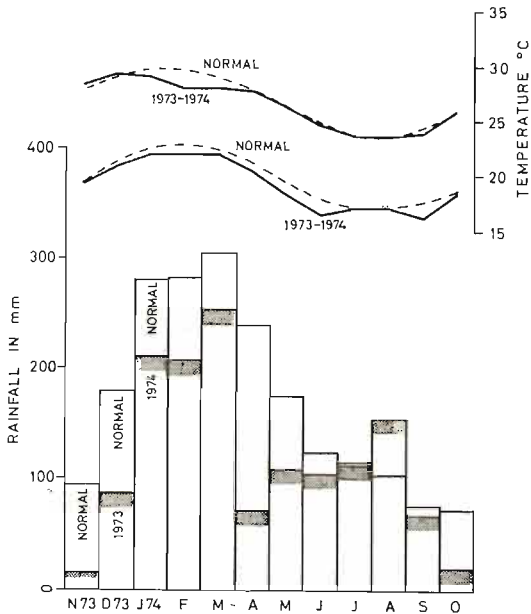 35
NORMAL
30
1973-1974
25
TEMPERATURE °C
400
NORMAL
20
1973-1974
15
300
RAINFALL IN mm
NORMAL
200
NORMAL
1974
100
NORMAL
1973
0
N 73 D 73 J 74 F M - A M J J A S O